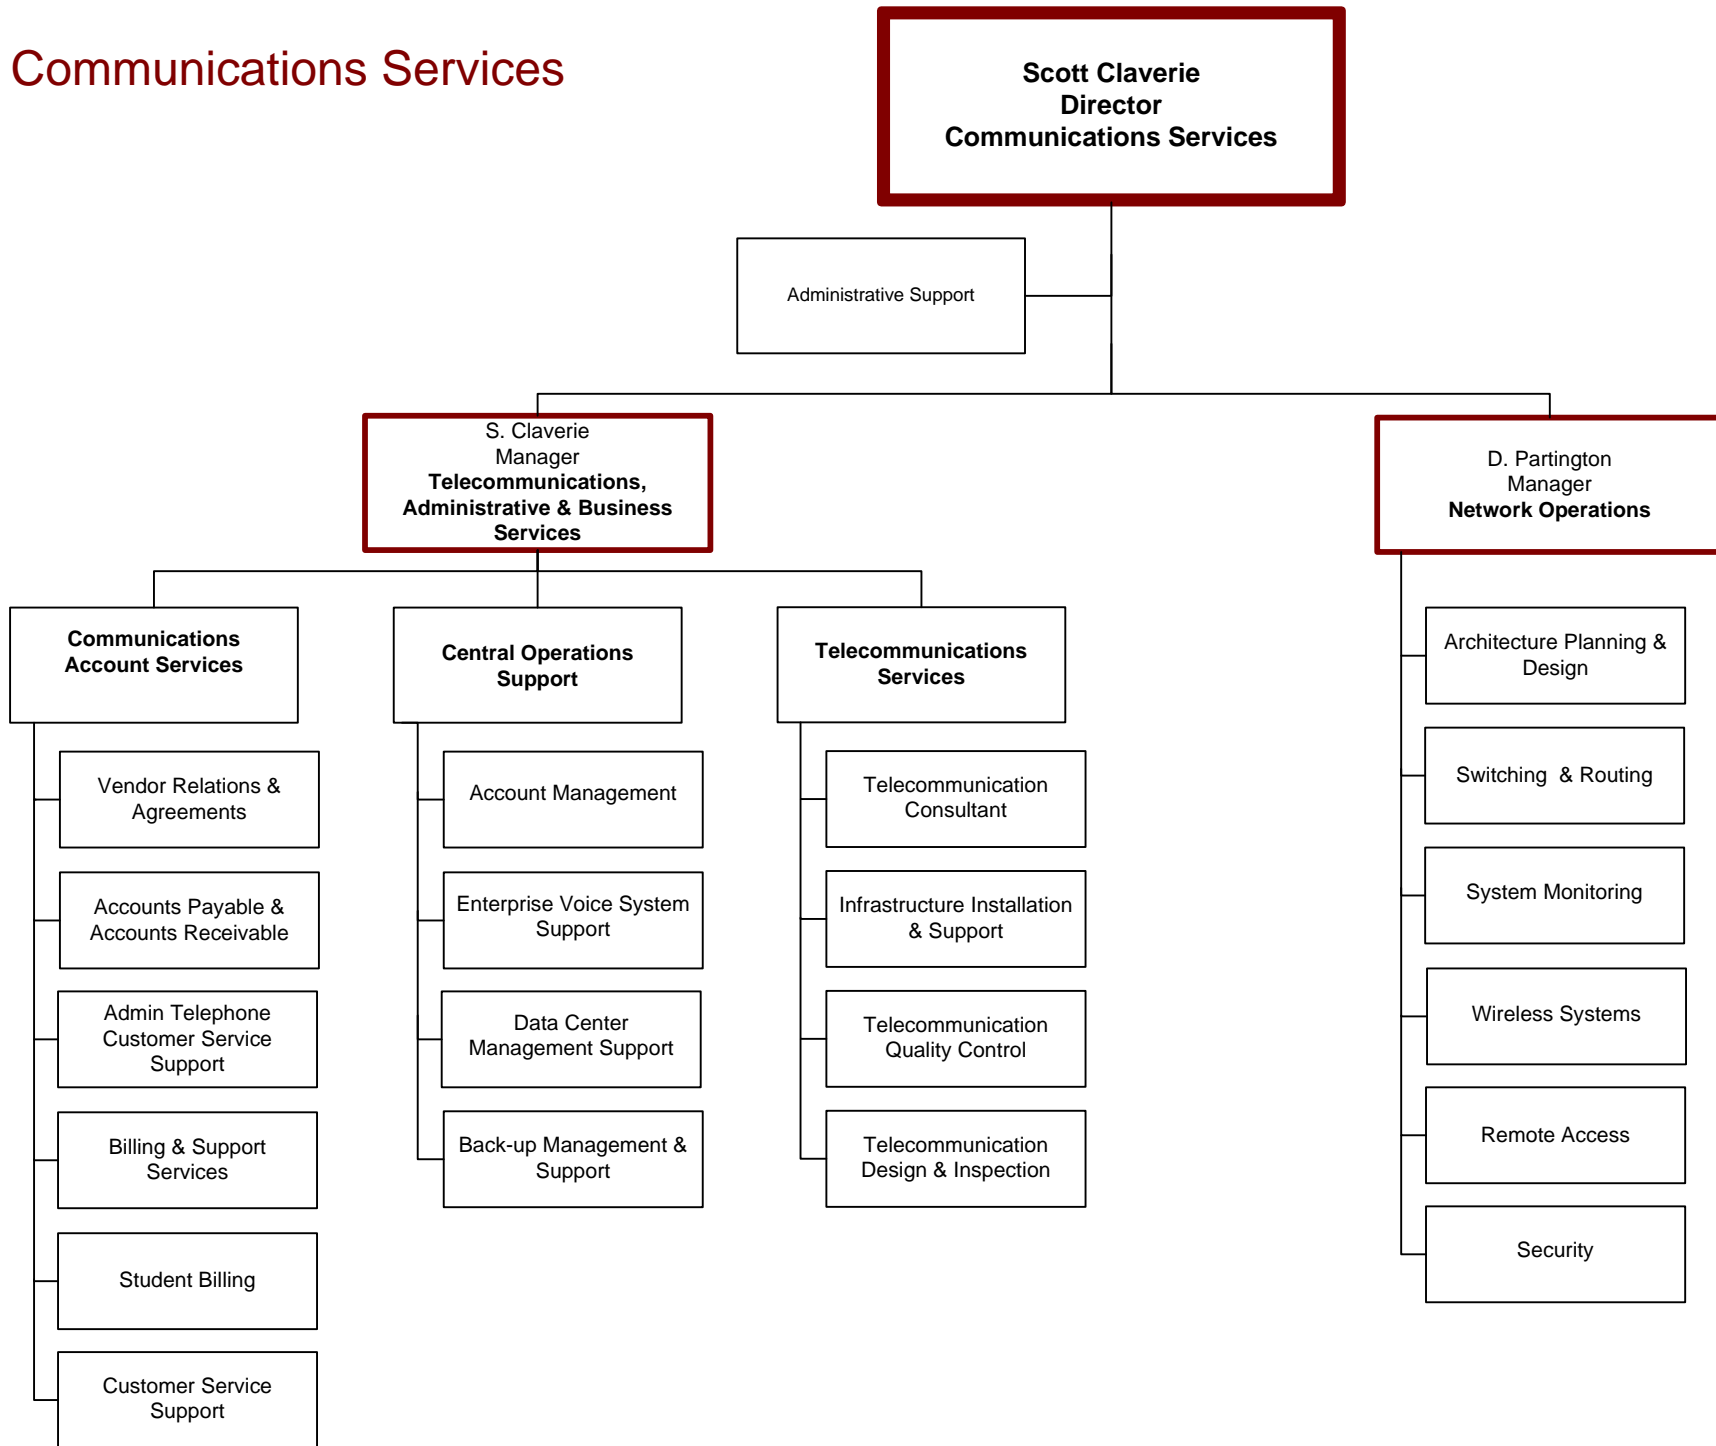 Communications Services
Scott Claverie
Director
Communications Services
Administrative Support
S. Claverie
Manager
Telecommunications,
Administrative & Business
Services
D. Partington
Manager
Network Operations
Communications
Account Services
Vendor Relations &
Agreements
Accounts Payable &
Accounts Receivable
Admin Telephone
Customer Service
Support
Billing & Support
Services
Student Billing
Customer Service
Support
Central Operations
Support
Account Management
Enterprise Voice System
Support
Data Center
Management Support
Back-up Management &
Support
Telecommunications
Services
Telecommunication
Consultant
Infrastructure Installation
& Support
Telecommunication
Quality Control
Telecommunication
Design & Inspection
Architecture Planning &
Design
Switching  & Routing
System Monitoring
Wireless Systems
Remote Access
Security